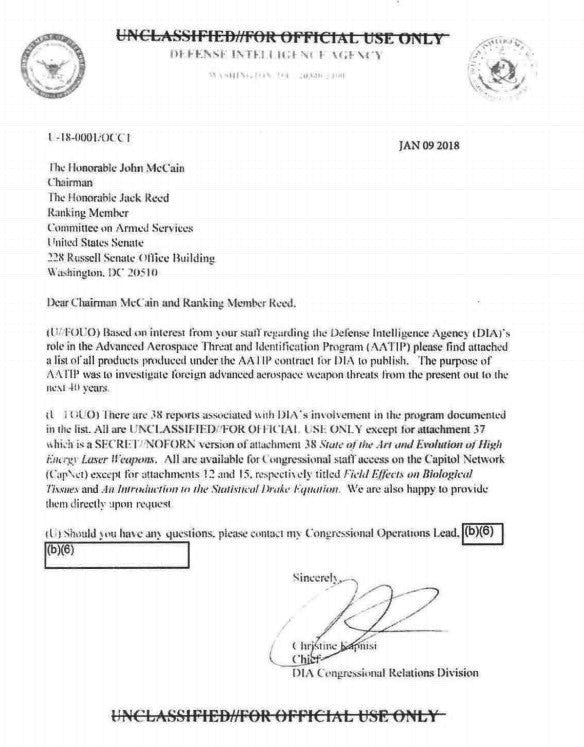 UNCLASSIFIED//FOR OFFICIAL USE ONLY
DEFENSE INTELLIGENCE AGENCY
WASHINGTON, DC
U-18-0001/OCC1
JAN 09 2018
The Honorable John McCain
Chairman
The Honorable Jack Reed
Ranking Member
Committee on Armed Services
United States Senate
228 Russell Senate Office Building
Washington, DC 20510
Dear Chairman McCain and Ranking Member Reed,
(U//FOUO) Based on interest from your staff regarding the Defense Intelligence Agency (DIA)'s
role in the Advanced Aerospace Threat and Identification Program (AATIP) please find attached
a list of all products produced under the AATIP contract for DIA to publish. The purpose of
AATIP was to investigate foreign advanced aerospace weapon threats from the present out to the
next 40 years.
(U//FOUO) There are 38 reports associated with DIA's involvement in the program documented
in the list. All are UNCLASSIFIED//FOR OFFICIAL USE ONLY except for attachment 37
which is a SECRET//NOFORN version of attachment 38 State of the Art and Evolution of High
Energy Laser Weapons. All are available for Congressional staff access on the Capitol Network
(CapNet) except for attachments 12 and 15, respectively titled Field Effects on Biological
Tissues and An Introduction to the Statistical Drake Equation. We are also happy to provide
them directly upon request
(U) Should you have any questions, please contact my Congressional Operations Lead, (b)(6)
(b)(6)
Sincerely,
Christine Kapnisi
Chief
DIA Congressional Relations Division
UNCLASSIFIED//FOR OFFICIAL USE ONLY